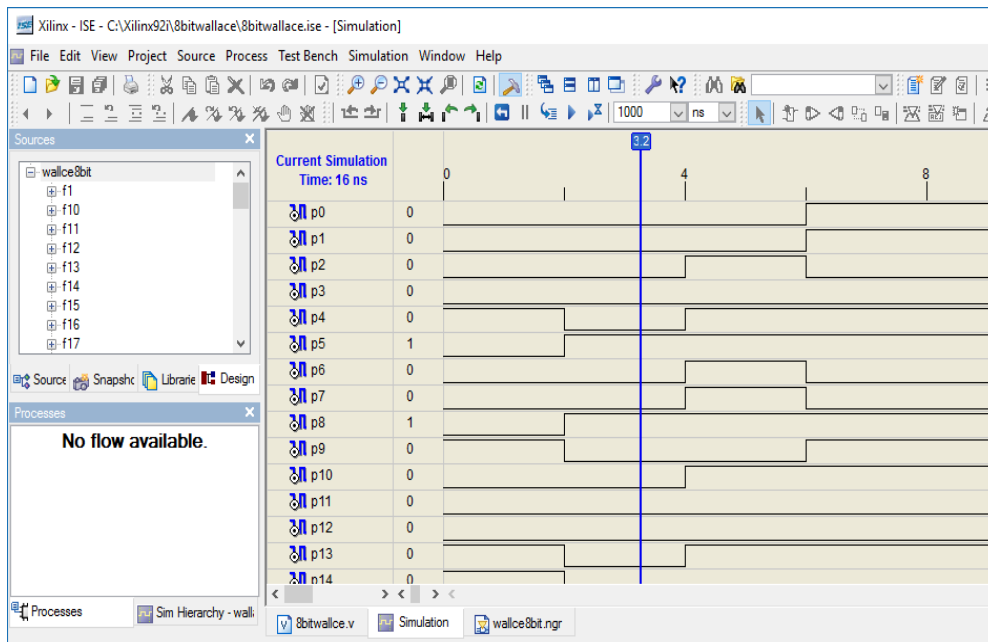 Xilinx - ISE - C:\Xilinx92i\8bitwallace\8bitwallace.ise - [Simulation]
File Edit View Project Source Process Test Bench Simulation Window Help
1000 ns
Sources
wallce8bit
f1
f10
f11
f12
f13
f14
f15
f16
f17
Source Snapshc Librarie Design
Processes
No flow available.
Processes Sim Hierarchy - wall
Current Simulation
Time: 16 ns
3.2
0 4 8
p0 0
p1 0
p2 0
p3 0
p4 0
p5 1
p6 0
p7 0
p8 1
p9 0
p10 0
p11 0
p12 0
p13 0
p14 0
8bitwallce.v Simulation wallce8bit.ngr